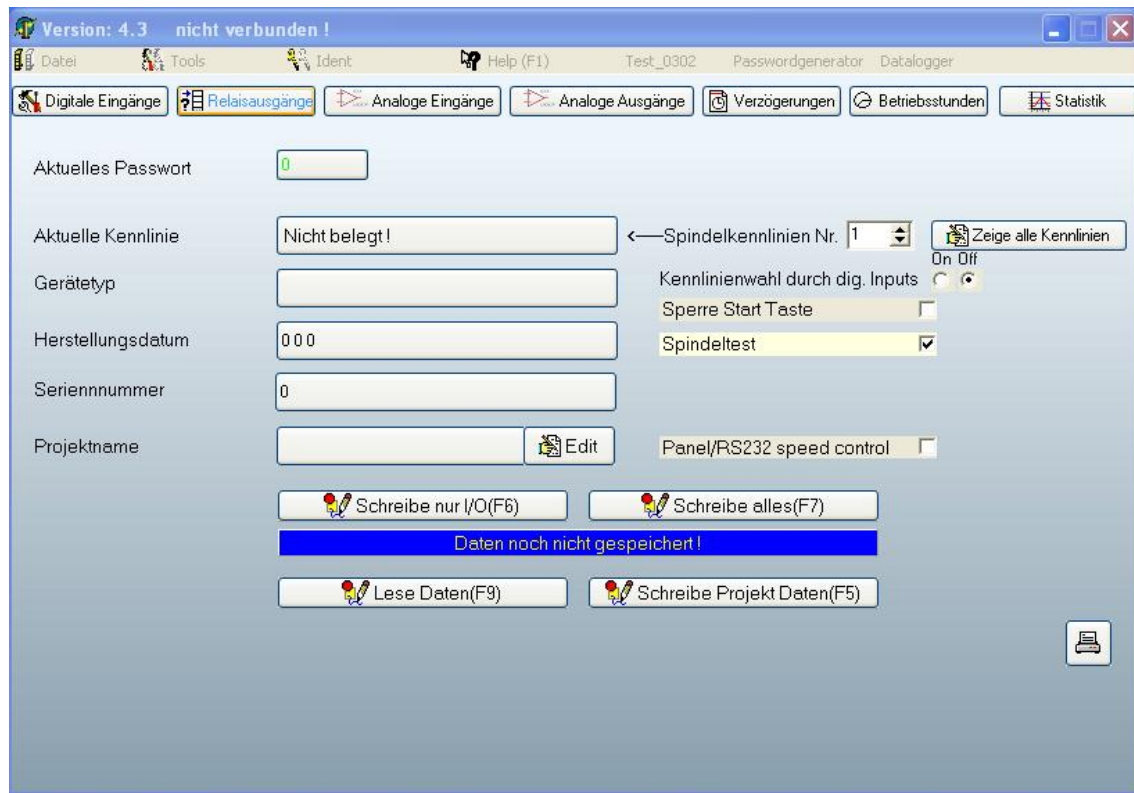 Version: 4.3 nicht verbunden !
Datei Tools Ident Help (F1) Test_0302 Passwordgenerator Datalogger
Digitale Eingänge Relaisausgänge Analoge Eingänge Analoge Ausgänge Verzögerungen Betriebsstunden Statistik
Aktuelles Passwort 0
Aktuelle Kennlinie Nicht belegt ! <-----Spindelkennlinien Nr. 1 Zeige alle Kennlinien
On Off
Gerätetyp Kennlinienwahl durch dig. Inputs
Sperre Start Taste
Herstellungsdatum 0 0 0 Spindeltest
Seriennnummer 0
Projektname Edit Panel/RS232 speed control
Schreibe nur I/O(F6) Schreibe alles(F7)
Daten noch nicht gespeichert !
Lese Daten(F9) Schreibe Projekt Daten(F5)